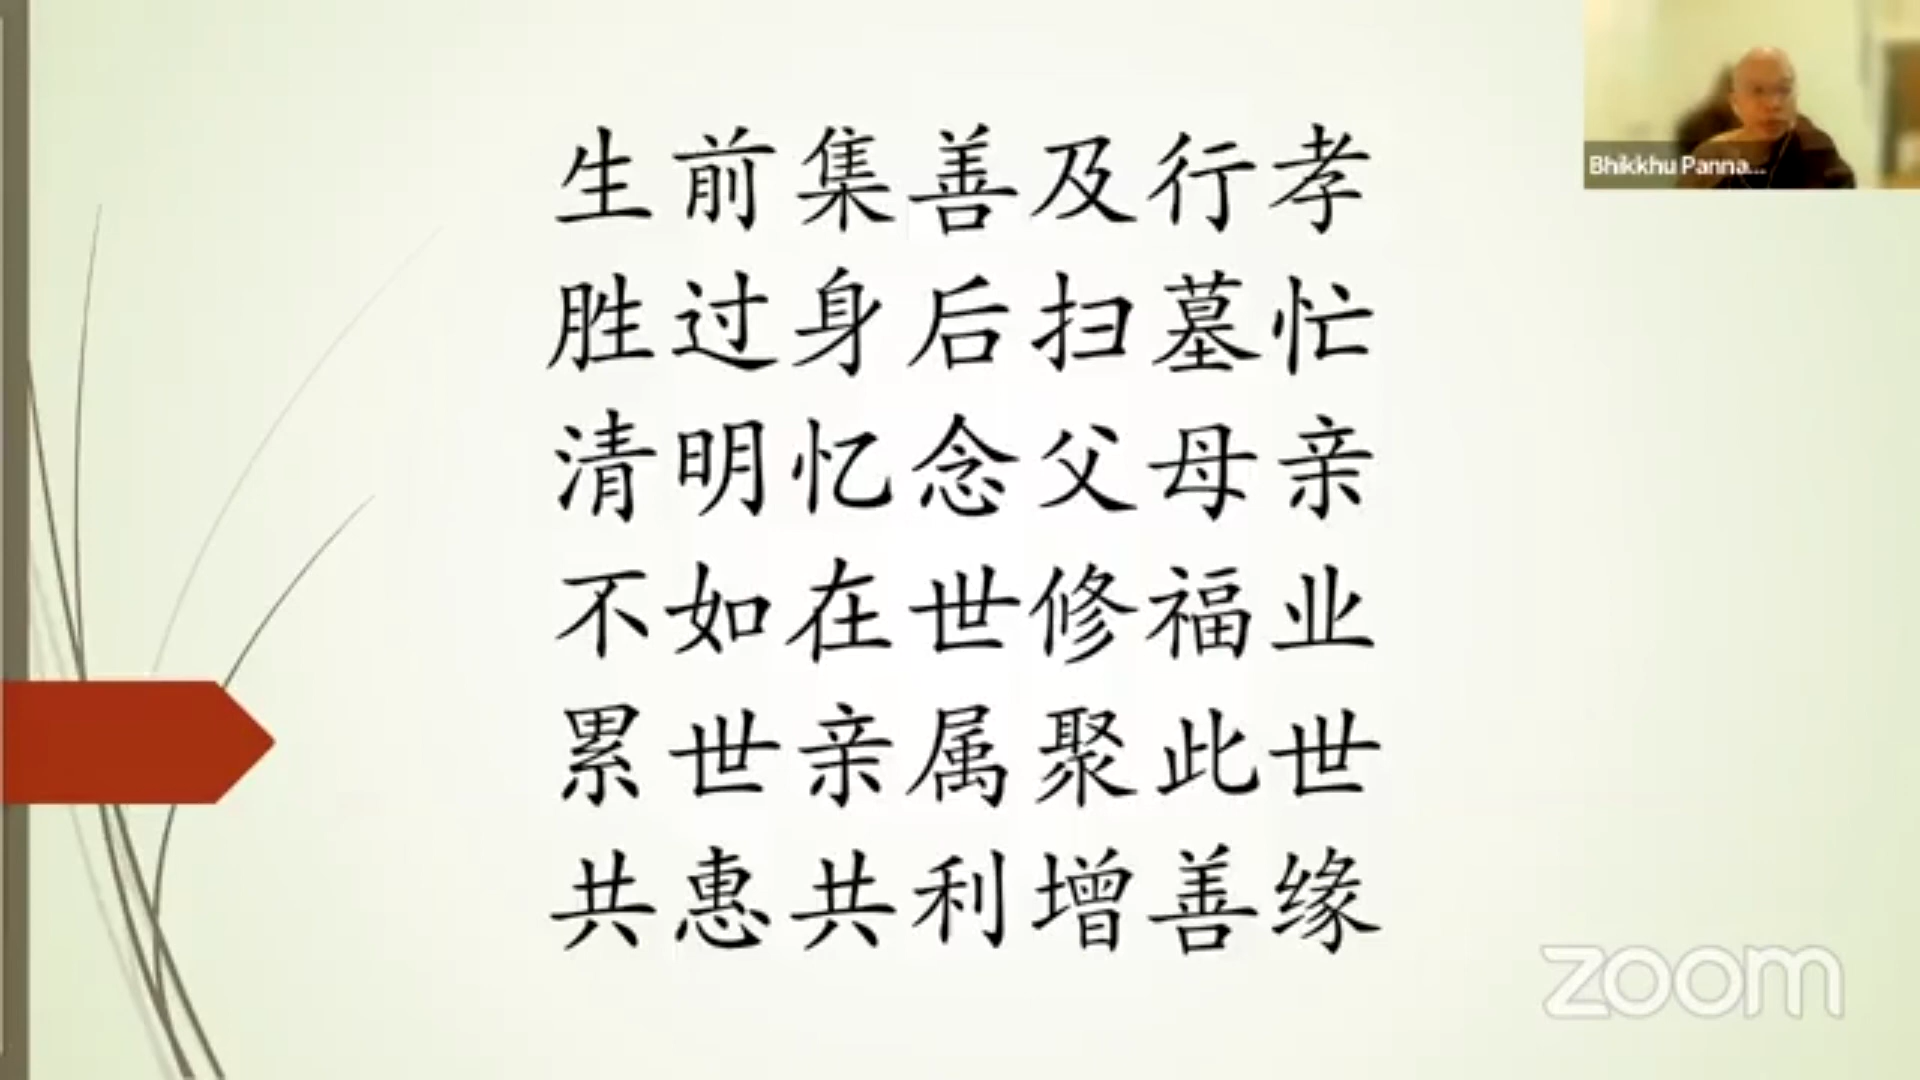 生前集善及行孝
胜过身后扫墓忙
清明忆念父母亲
不如在世修福业
累世亲属聚此世
共惠共利增善缘
Bhikkhu Panna...
zoom